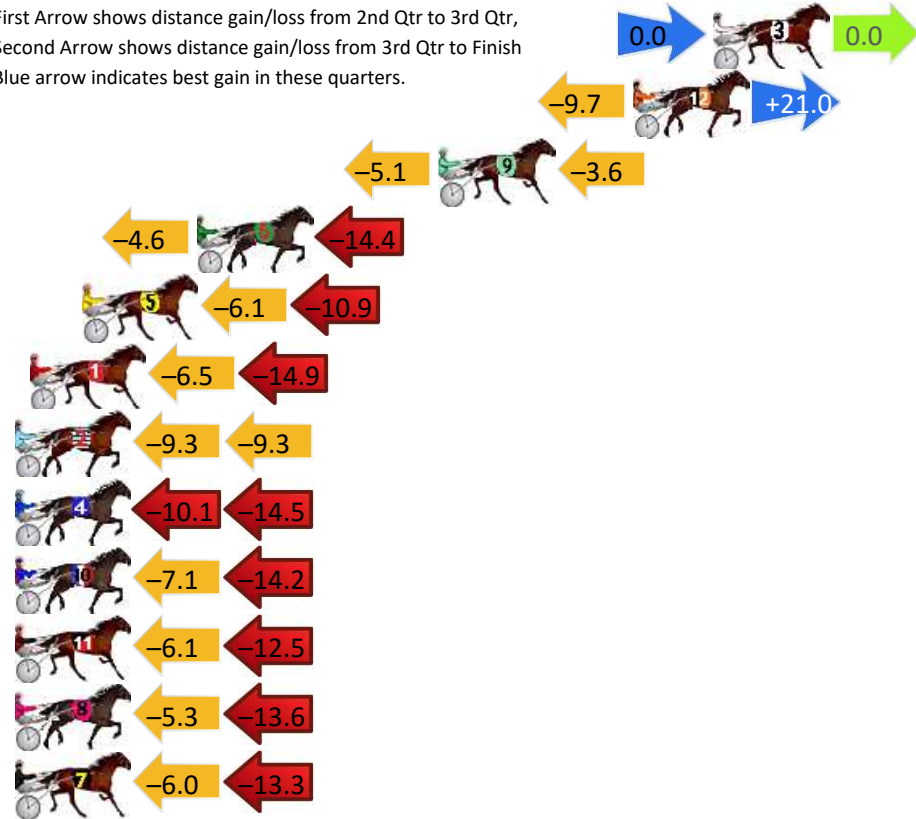 First Arrow shows distance gain/loss from 2nd Qtr to 3rd Qtr,
Second Arrow shows distance gain/loss from 3rd Qtr to Finish
Blue arrow indicates best gain in these quarters.
0.0 3 0.0
–9.7 12 +21.0
–5.1 9 –3.6
–4.6 6 –14.4
5 –6.1 –10.9
1 –6.5 –14.9
2 –9.3 –9.3
4 –10.1 –14.5
10 –7.1 –14.2
11 –6.1 –12.5
8 –5.3 –13.6
7 –6.0 –13.3